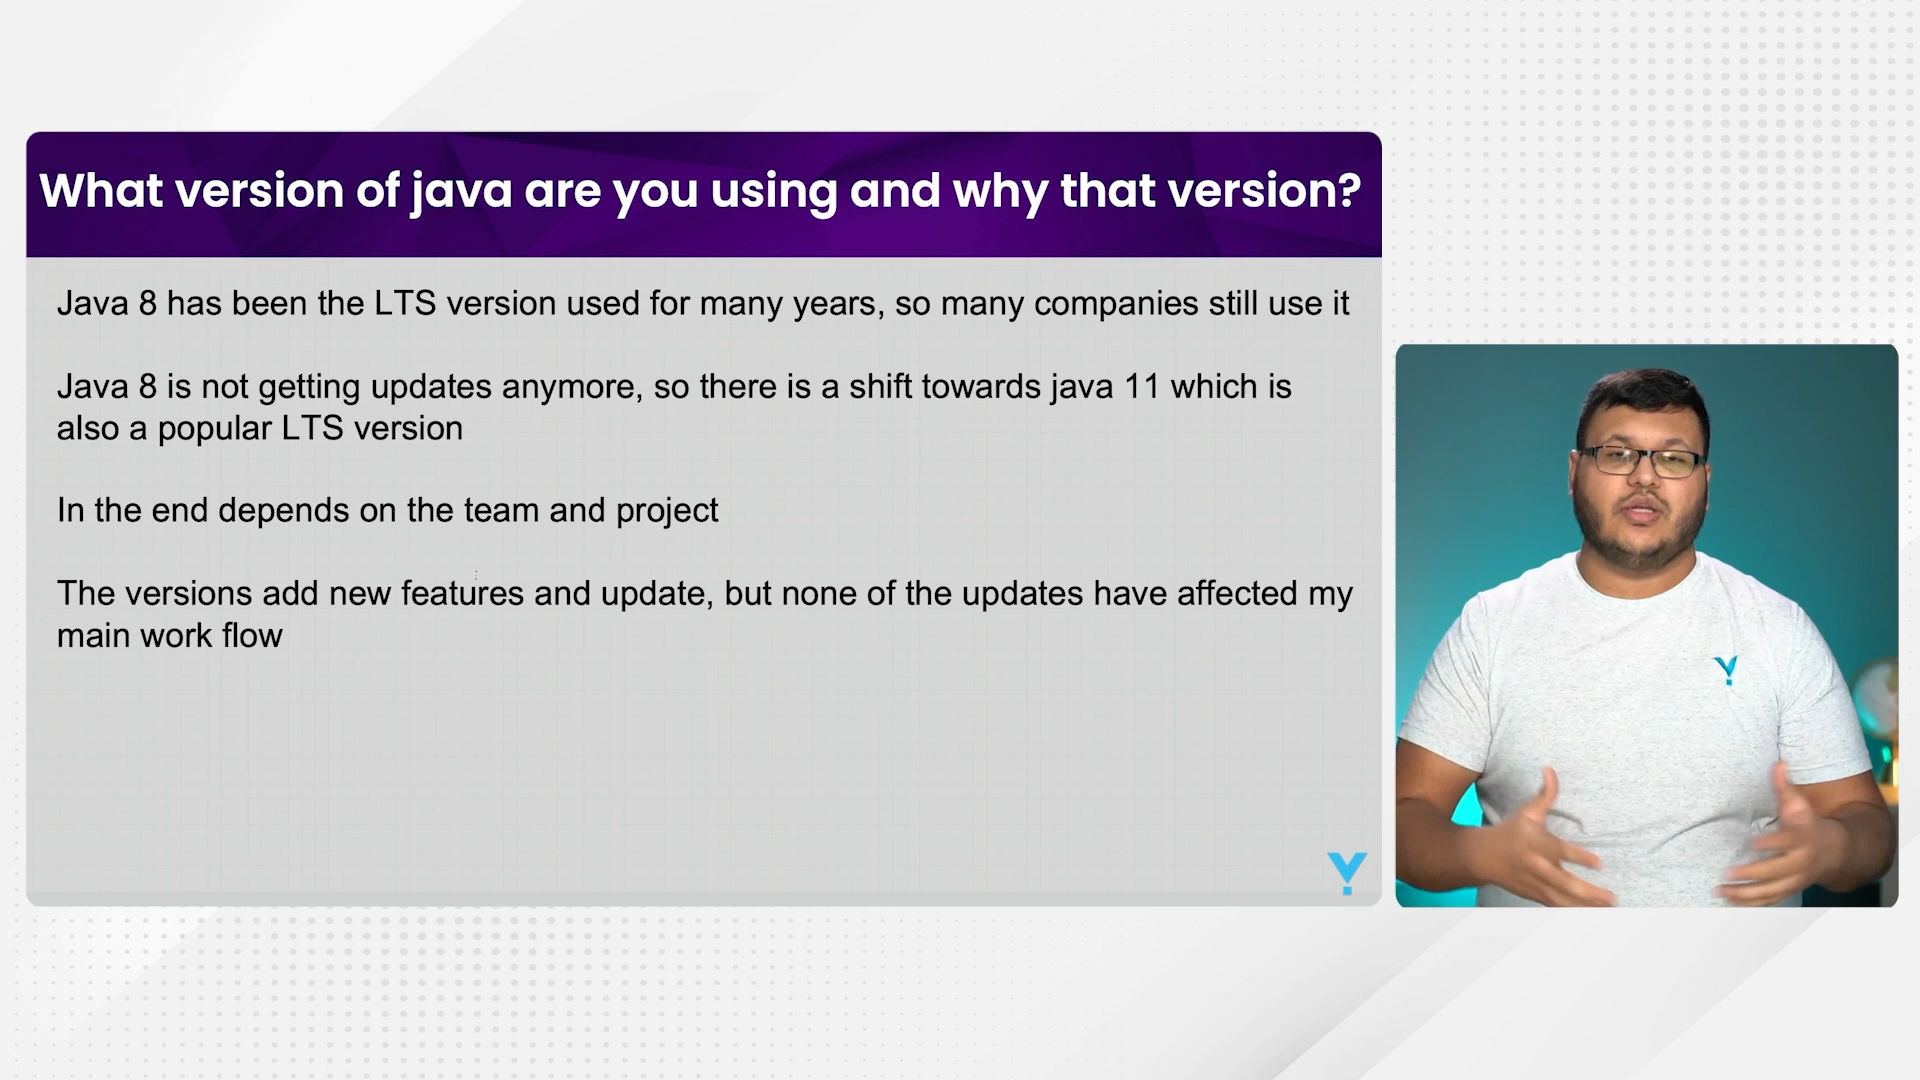 What version of java are you using and why that version?
Java 8 has been the LTS version used for many years, so many companies still use it
Java 8 is not getting updates anymore, so there is a shift towards java 11 which is
also a popular LTS version
In the end depends on the team and project
The versions add new features and update, but none of the updates have affected my
main work flow